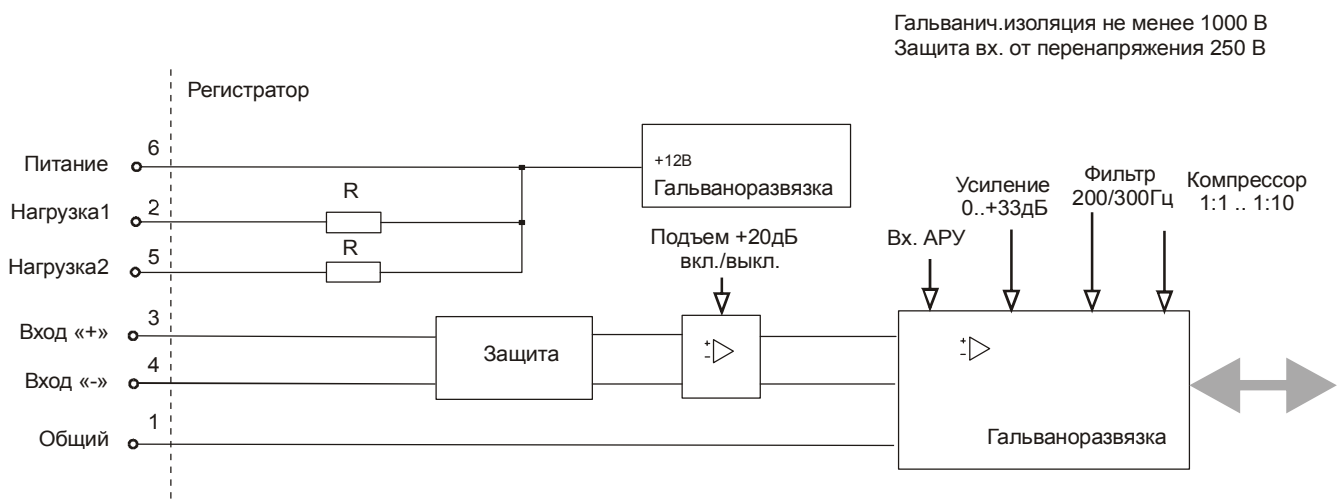 Гальванич.изоляция не менее 1000 В
Защита вх. от перенапряжения 250 В
Регистратор
Питание
6
+12В
Гальваноразвязка
Нагрузка1
2
R
Нагрузка2
5
R
Подъем +20дБ
вкл./выкл.
Вх. АРУ
Усиление
0..+33дБ
Фильтр
200/300Гц
Компрессор
1:1 .. 1:10
Вход «+»
3
Вход «-»
4
Защита
+
-
+
-
Общий
1
Гальваноразвязка